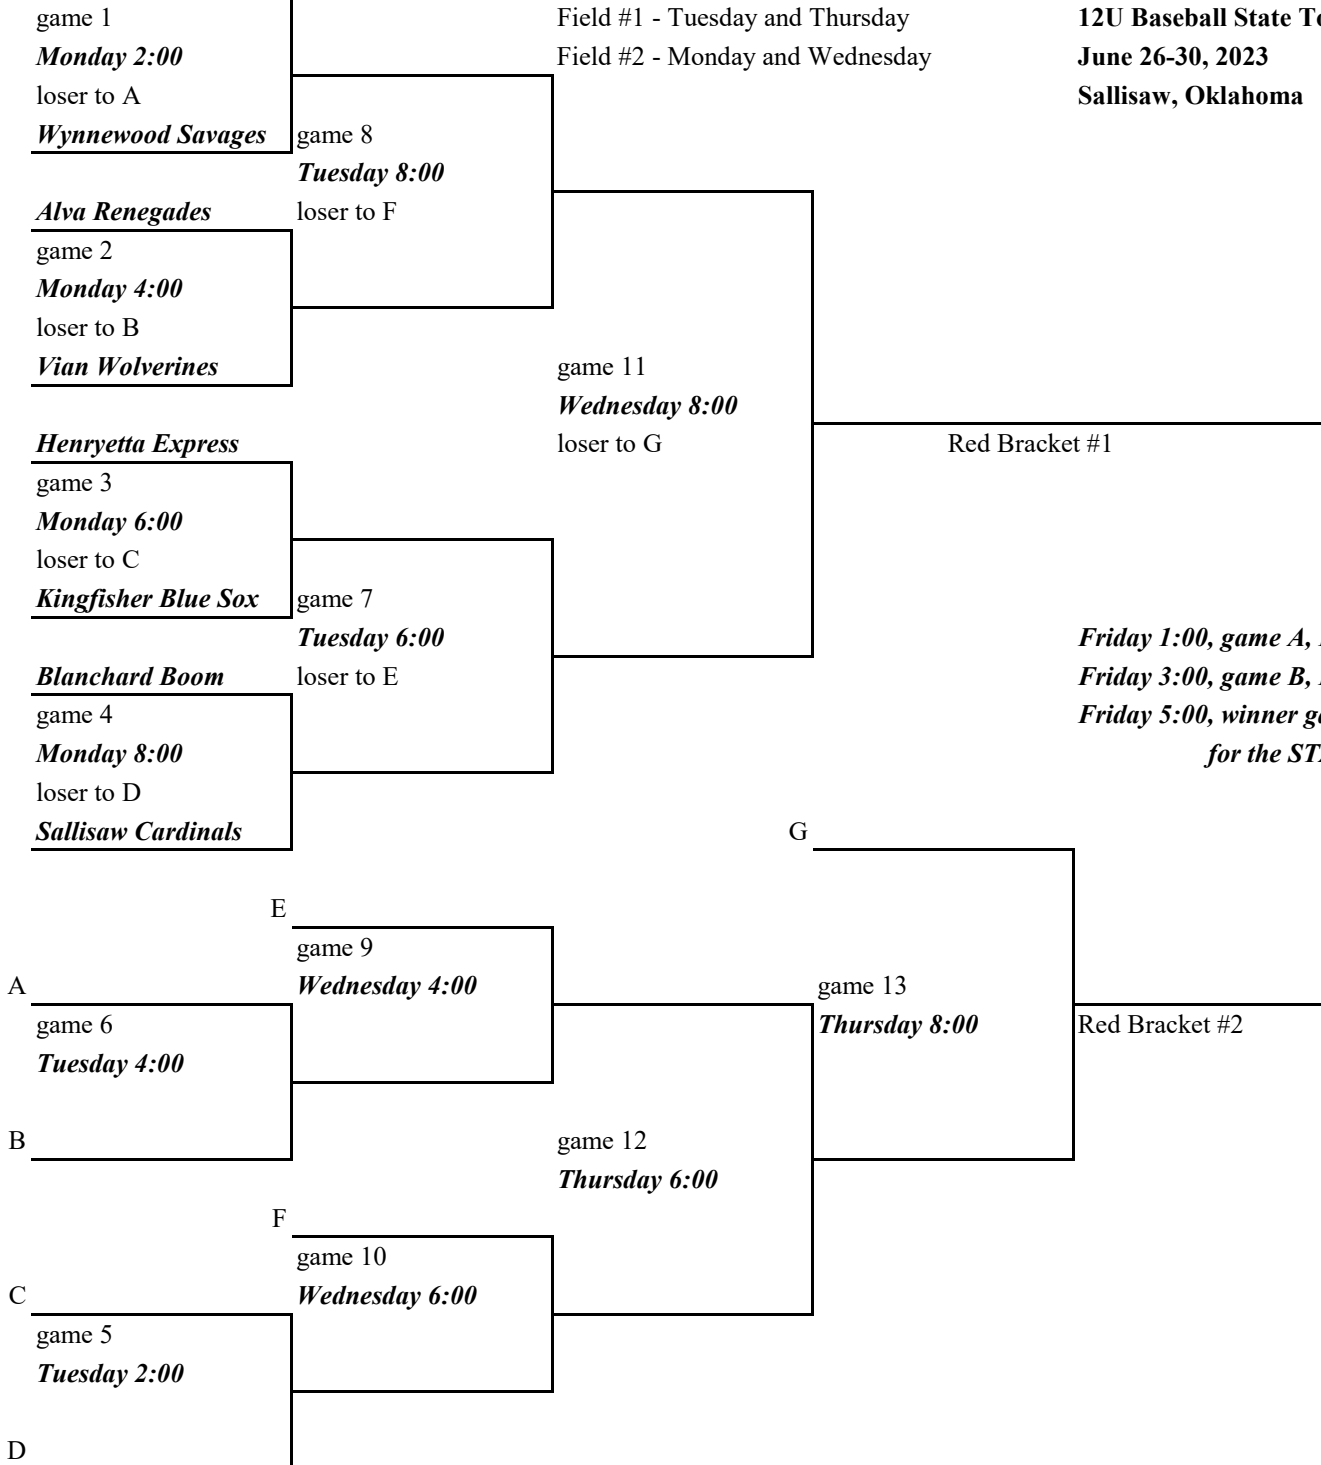 game 1
Monday 2:00
loser to A
Wynnewood Savages
Field #1 - Tuesday and Thursday
Field #2 - Monday and Wednesday
12U Baseball State
June 26-30, 2023
Sallisaw, Oklahoma
game 8
Tuesday 8:00
loser to F
Alva Renegades
game 2
Monday 4:00
loser to B
Vian Wolverines
game 11
Wednesday 8:00
loser to G
Red Bracket #1
Henryetta Express
game 3
Monday 6:00
loser to C
Kingfisher Blue Sox
game 7
Tuesday 6:00
loser to E
Blanchard Boom
game 4
Monday 8:00
loser to D
Sallisaw Cardinals
Friday 1:00, game A,
Friday 3:00, game B,
Friday 5:00, winner
for the
G
E
game 9
Wednesday 4:00
A
game 6
Tuesday 4:00
B
game 13
Thursday 8:00
Red Bracket #2
game 12
Thursday 6:00
F
game 10
Wednesday 6:00
C
game 5
Tuesday 2:00
D